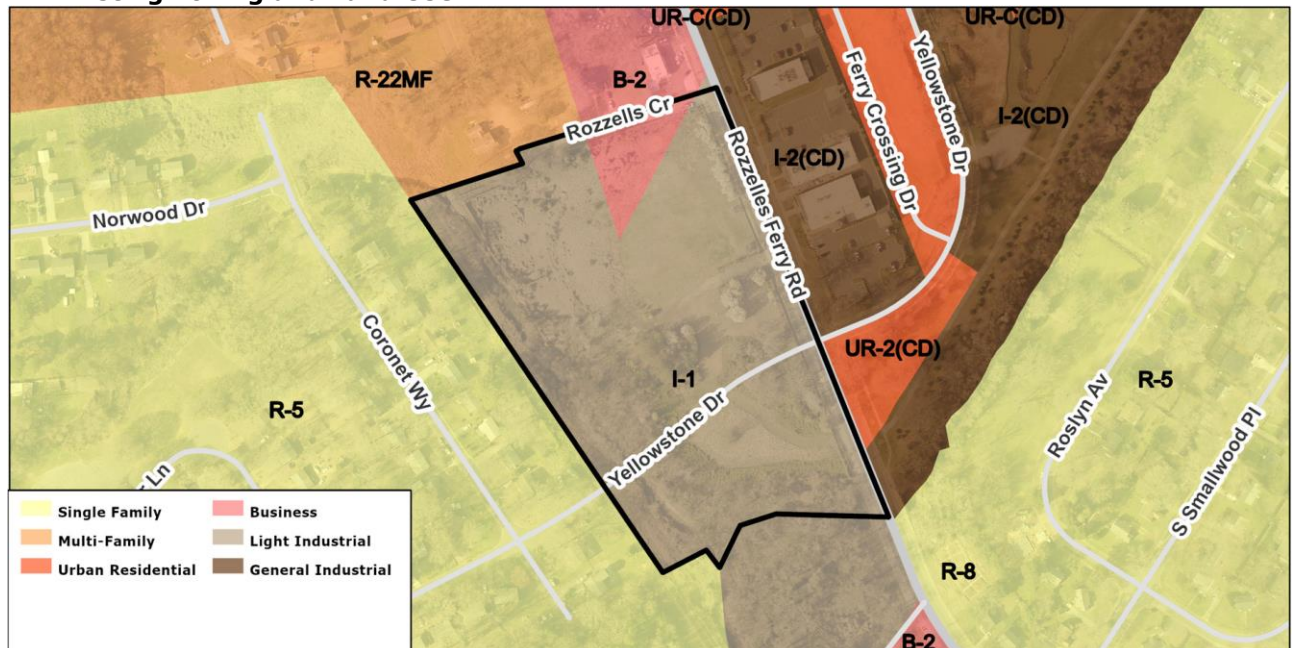 UR-C(CD)
UR-C(CD)
R-22MF
B-2
Rozzells Cr
Rozzelles Ferry Rd
I-2(CD)
Ferry Crossing Dr
Yellowstone Dr
I-2(CD)
Norwood Dr
Coronet Wy
R-5
I-1
Yellowstone Dr
UR-2(CD)
Roslyn Av
R-5
S Smallwood Pl
Ln
R-8
B-2
Single Family
Multi-Family
Urban Residential
Business
Light Industrial
General Industrial